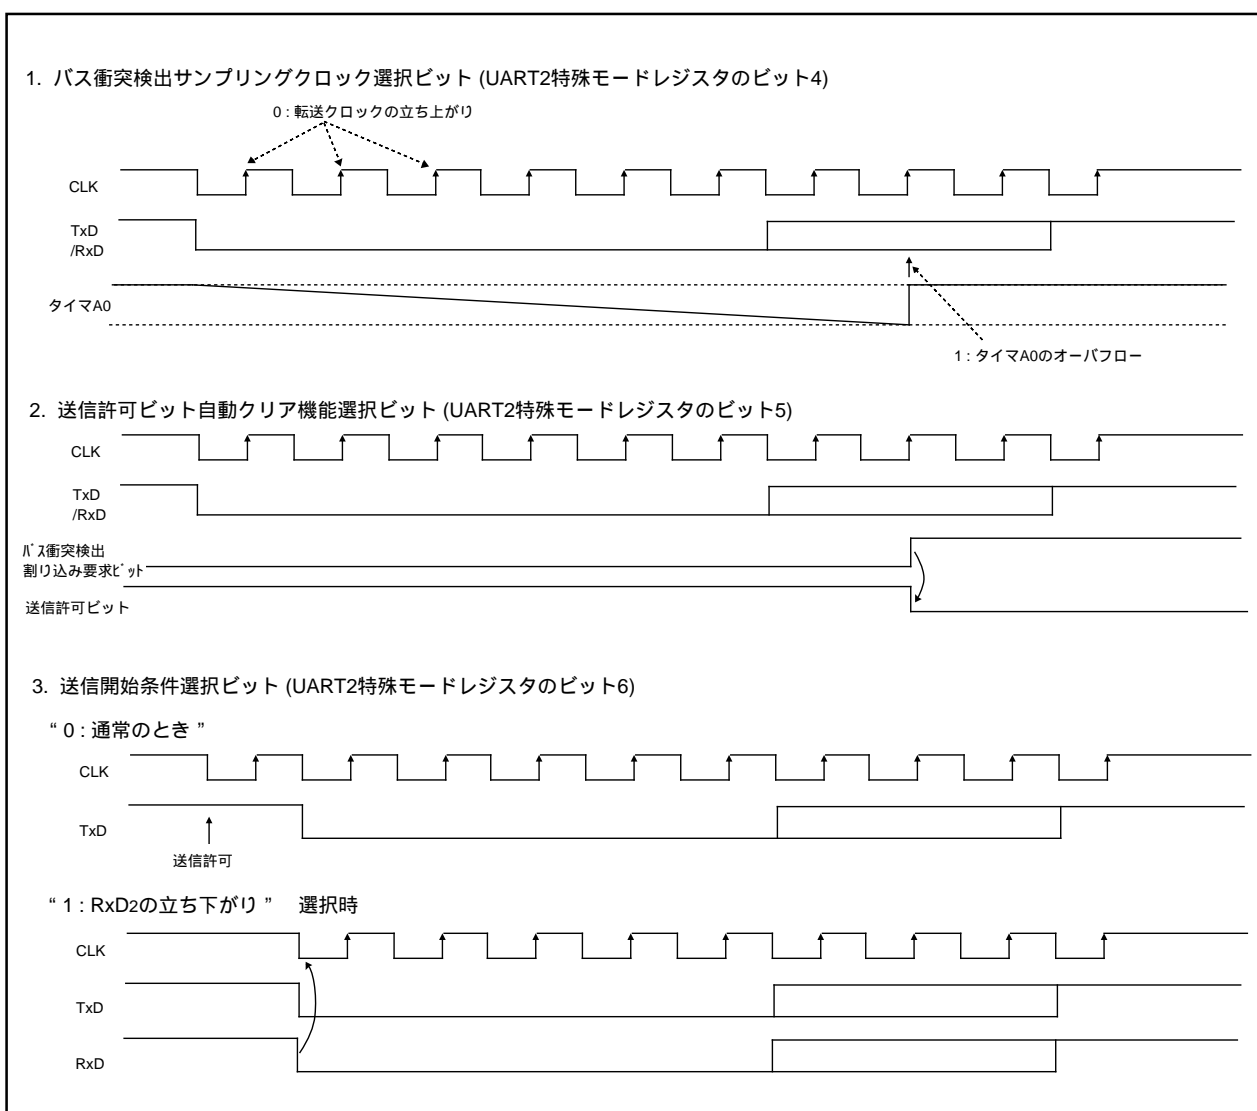 1. バス衝突検出サンプリングクロック選択ビット (UART2特殊モードレジスタのビット4)
0 : 転送クロックの立ち上がり
CLK
TxD
/RxD
タイマA0
1 : タイマA0のオーバフロー
2. 送信許可ビット自動クリア機能選択ビット (UART2特殊モードレジスタのビット5)
CLK
TxD
/RxD
ﾊﾞｽ衝突検出
割り込み要求ﾋﾞｯﾄ
送信許可ビット
3. 送信開始条件選択ビット (UART2特殊モードレジスタのビット6)
“ 0 : 通常のとき ”
CLK
TxD
送信許可
“ 1 : RxD2の立ち下がり ” 選択時
CLK
TxD
RxD